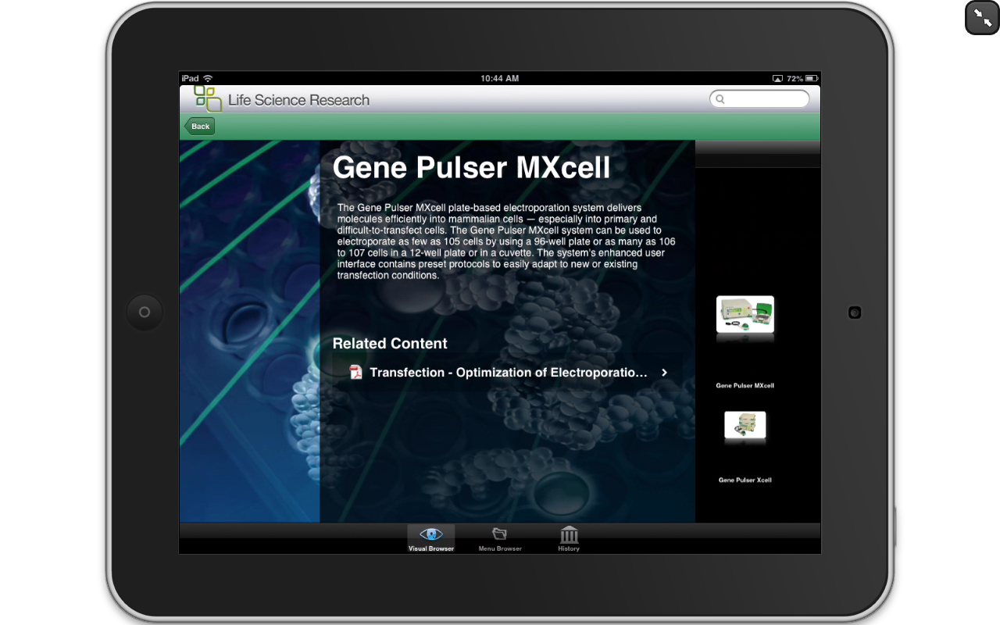 iPad
10:44 AM
72%
Life Science Research
Back
Gene Pulser MXcell
The Gene Pulser MXcell plate-based electroporation system delivers
molecules efficiently into mammalian cells — especially into primary and
difficult-to-transfect cells. The Gene Pulser MXcell system can be used to
electroporate as few as 105 cells by using a 96-well plate or as many as 106
to 107 cells in a 12-well plate or in a cuvette. The system's enhanced user
interface contains preset protocols to easily adapt to new or existing
transfection conditions.
Related Content
Transfection - Optimization of Electroporatio...
Gene Pulser MXcell
Gene Pulser Xcell
Visual Browser
Menu Browser
History